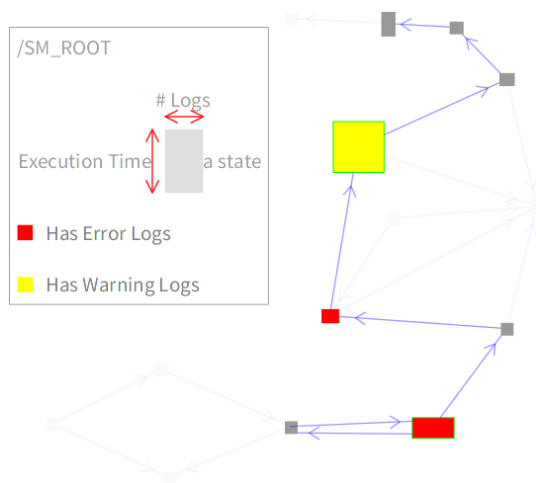 /SM_ROOT
# Logs
Execution Time
a state
Has Error Logs
Has Warning Logs